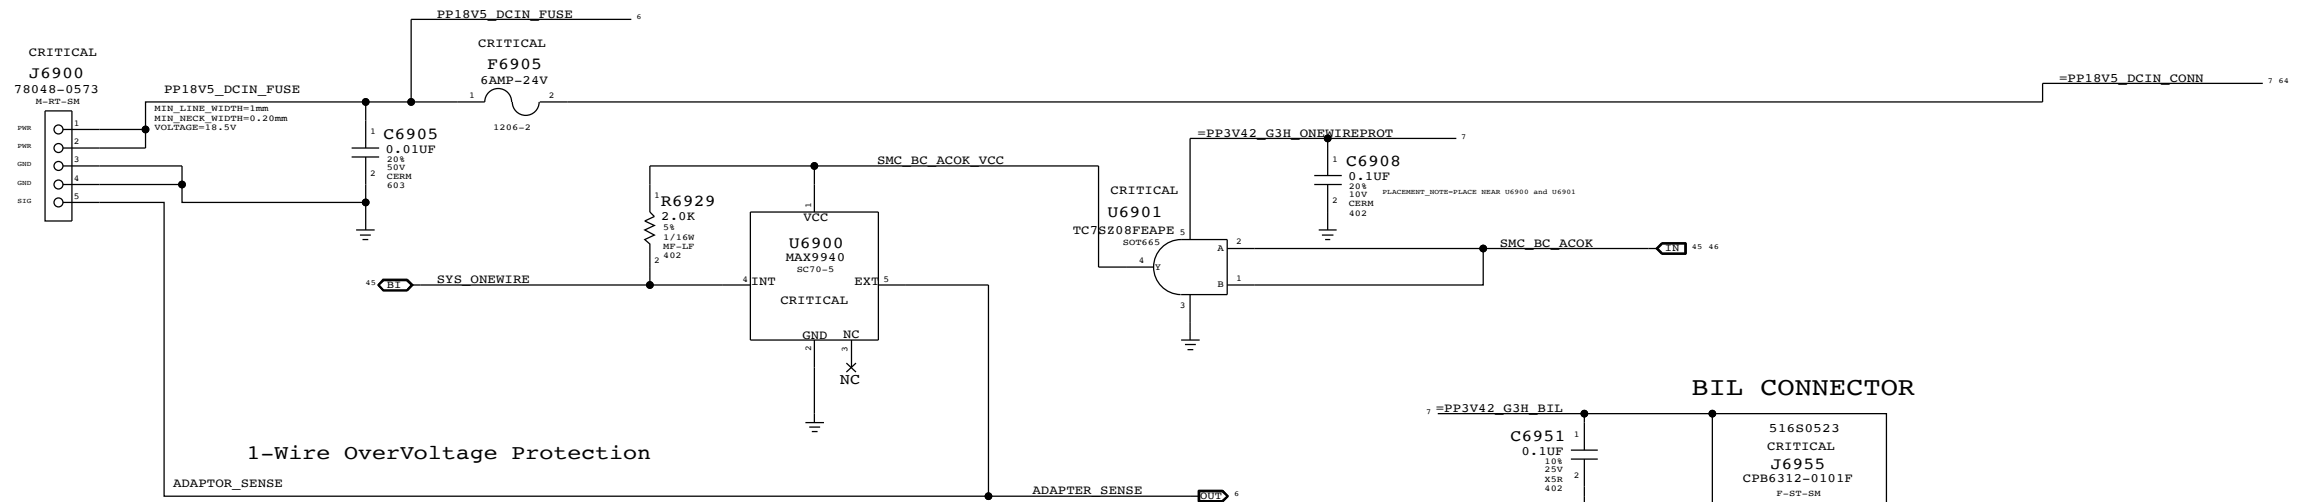 PP18V5_DCIN_FUSE 6
CRITICAL
J6900
78048-0573
M-RT-SM
PWR 1
PWR 2
GND 3
GND 4
SIG 5
PP18V5_DCIN_FUSE
MIN_LINE_WIDTH=1mm
MIN_NECK_WIDTH=0.20mm
VOLTAGE=18.5V
1
C6905
0.01UF
20%
50V
CERM
603
2
CRITICAL
F6905
6AMP-24V
1 2
1206-2
=PP18V5_DCIN_CONN 7 64
=PP3V42_G3H_ONEWIREPROT 7
1
C6908
0.1UF
20%
10V
CERM
402
2
PLACEMENT_NOTE=PLACE NEAR U6900 and U6901
SMC_BC_ACOK_VCC
1
R6929
2.0K
5%
1/16W
MF-LF
402
2
1
VCC
U6900
MAX9940
SC70-5
4 INT EXT 5
CRITICAL
GND NC
2 3
NC
45 BI SYS_ONEWIRE
CRITICAL
U6901
TC7SZ08FEAPE 5
SOT665
A 2
4 Y
B 1
3
SMC_BC_ACOK IN 45 46
1-Wire OverVoltage Protection
ADAPTOR_SENSE
ADAPTER SENSE OUT 6
BIL CONNECTOR
7 =PP3V42_G3H_BIL
C6951 1
0.1UF
10%
25V
X5R
402
2
516S0523
CRITICAL
J6955
CPB6312-0101F
F-ST-SM